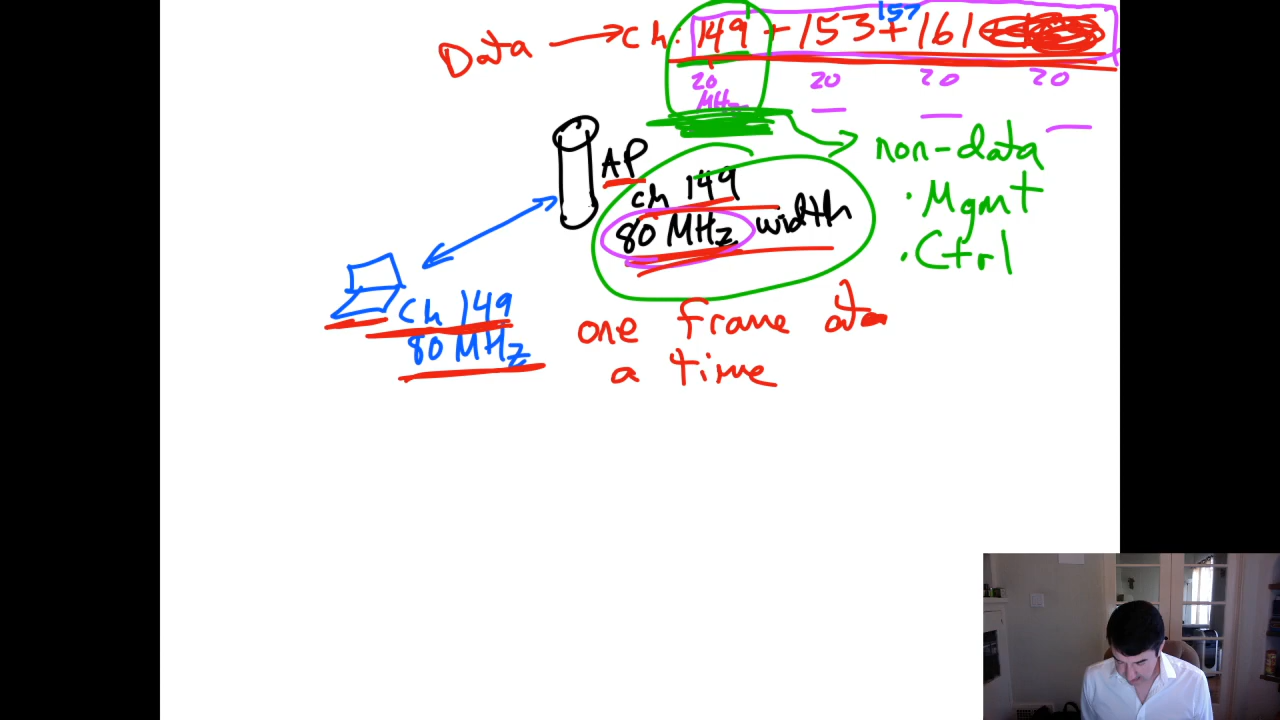 157
Data → ch. 149 + 153 + 161 +
20 20 20 20
MHz
AP
non-data
ch 149
• Mgmt
80 MHz width
• Ctrl
ch 149
80 MHz
one frame at
a time